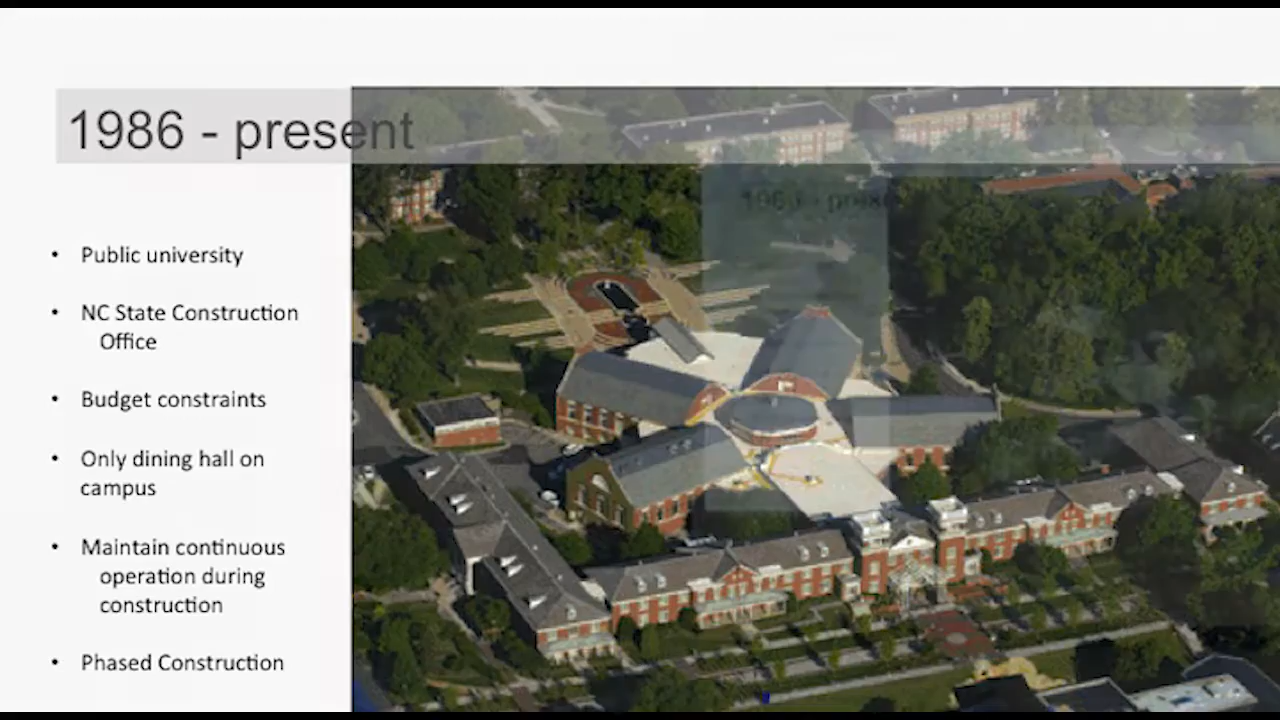 1986 - present
• Public university
• NC State Construction
Office
• Budget constraints
• Only dining hall on
campus
• Maintain continuous
operation during
construction
• Phased Construction